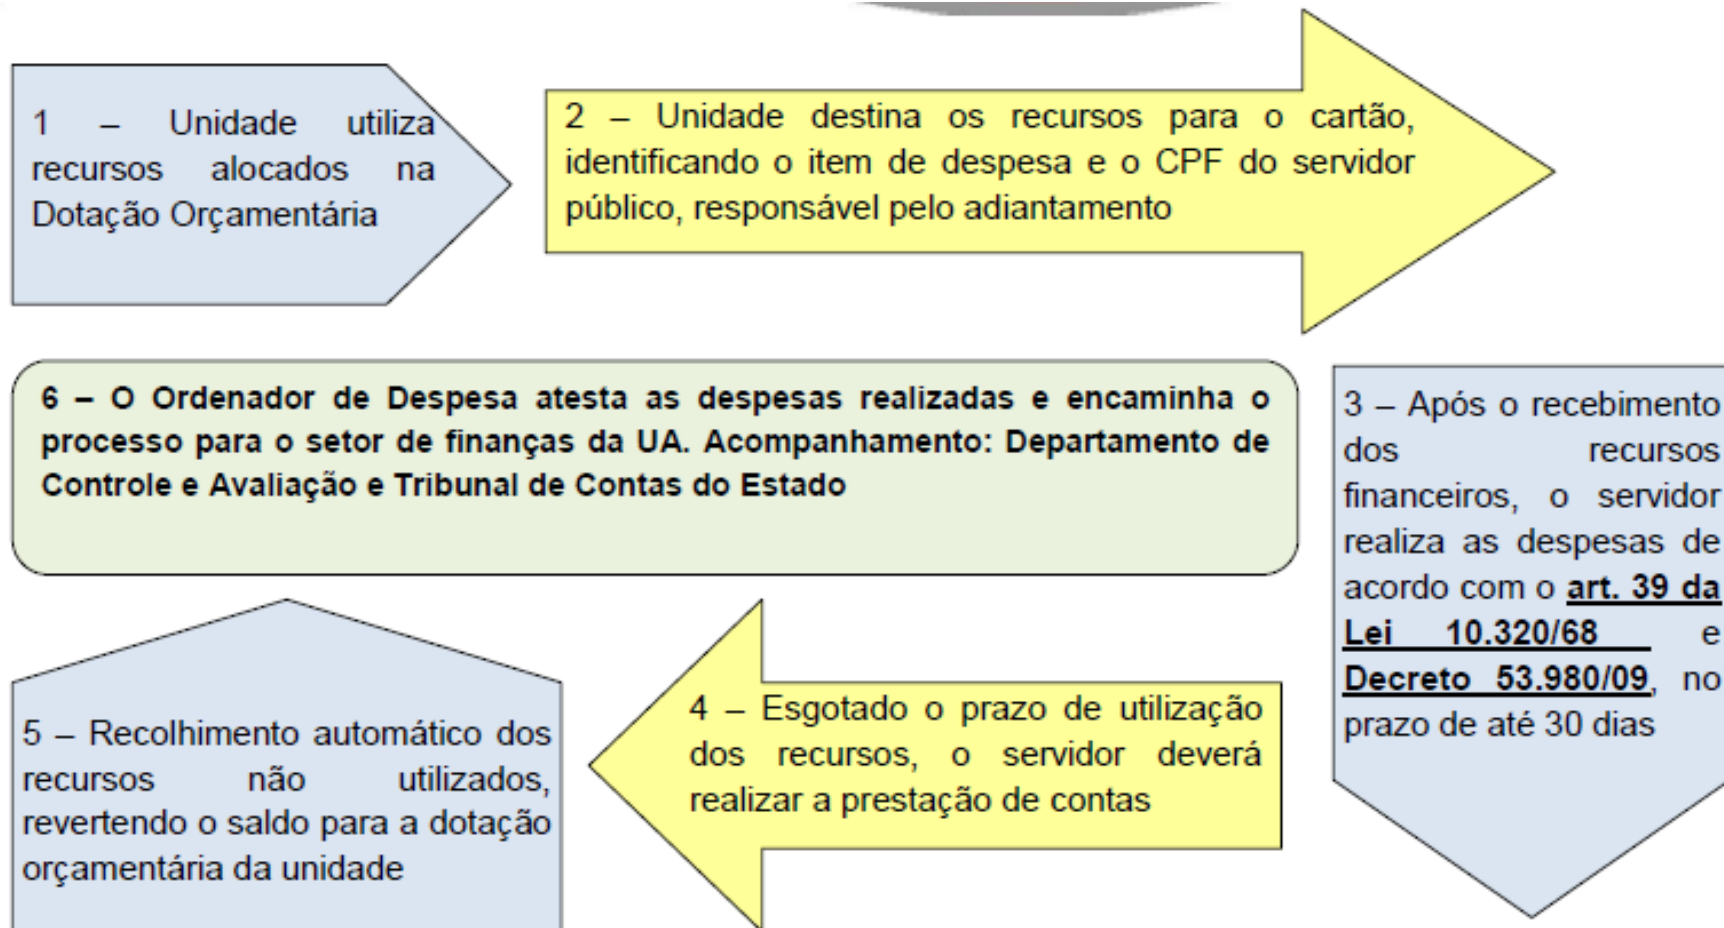 1 – Unidade utiliza
recursos alocados na
Dotação Orçamentária
2 – Unidade destina os recursos para o cartão,
identificando o item de despesa e o CPF do servidor
público, responsável pelo adiantamento
3 – Após o recebimento
dos recursos
financeiros, o servidor
realiza as despesas de
acordo com o art. 39 da
Lei 10.320/68 e
Decreto 53.980/09, no
prazo de até 30 dias
4 – Esgotado o prazo de utilização
dos recursos, o servidor deverá
realizar a prestação de contas
5 – Recolhimento automático dos
recursos não utilizados,
revertendo o saldo para a dotação
orçamentária da unidade
6 – O Ordenador de Despesa atesta as despesas realizadas e encaminha o
processo para o setor de finanças da UA. Acompanhamento: Departamento de
Controle e Avaliação e Tribunal de Contas do Estado